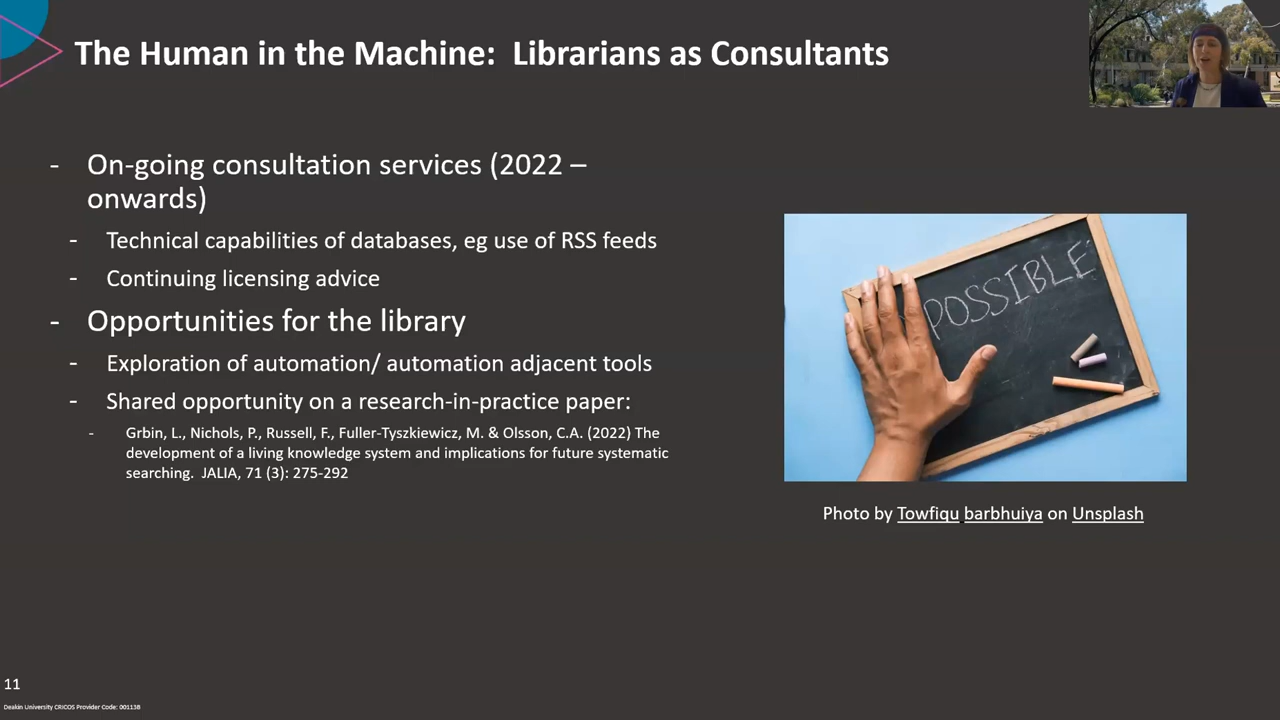 The Human in the Machine:  Librarians as Consultants
- On-going consultation services (2022 –
onwards)
- Technical capabilities of databases, eg use of RSS feeds
- Continuing licensing advice
- Opportunities for the library
- Exploration of automation/ automation adjacent tools
- Shared opportunity on a research-in-practice paper:
- Grbin, L., Nichols, P., Russell, F., Fuller-Tyszkiewicz, M. & Olsson, C.A. (2022) The
development of a living knowledge system and implications for future systematic
searching.  JALIA, 71 (3): 275-292
POSSIBLE
Photo by Towfiqu barbhuiya on Unsplash
11
Deakin University CRICOS Provider Code: 00113B